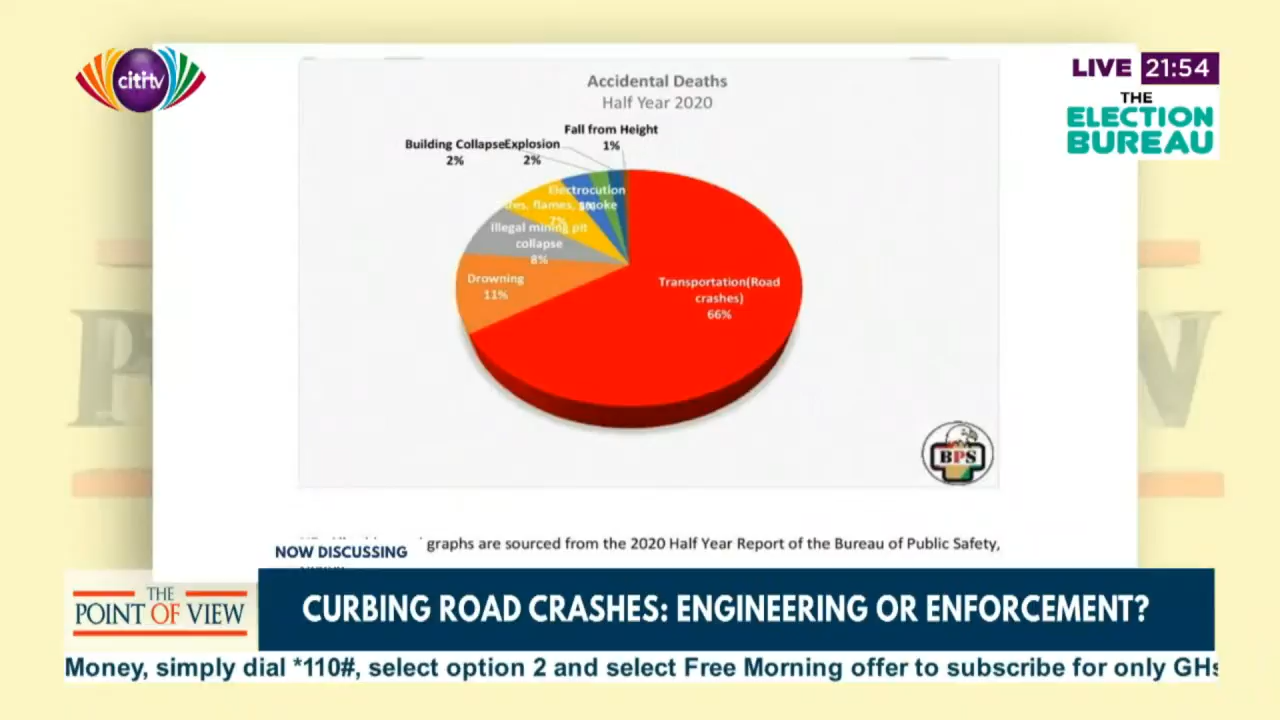 citi tv
LIVE 21:54
THE
ELECTION
BUREAU
Accidental Deaths
Half Year 2020
Fall from Height
1%
Building Collapse
2%
Explosion
2%
Electrocution
flames, smoke
7%
Illegal mining pit
collapse
8%
Drowning
11%
Transportation(Road
crashes)
66%
BPS
graphs are sourced from the 2020 Half Year Report of the Bureau of Public Safety,
NOW DISCUSSING
THE
POINT OF VIEW
CURBING ROAD CRASHES: ENGINEERING OR ENFORCEMENT?
Money, simply dial *110#, select option 2 and select Free Morning offer to subscribe for only GHs